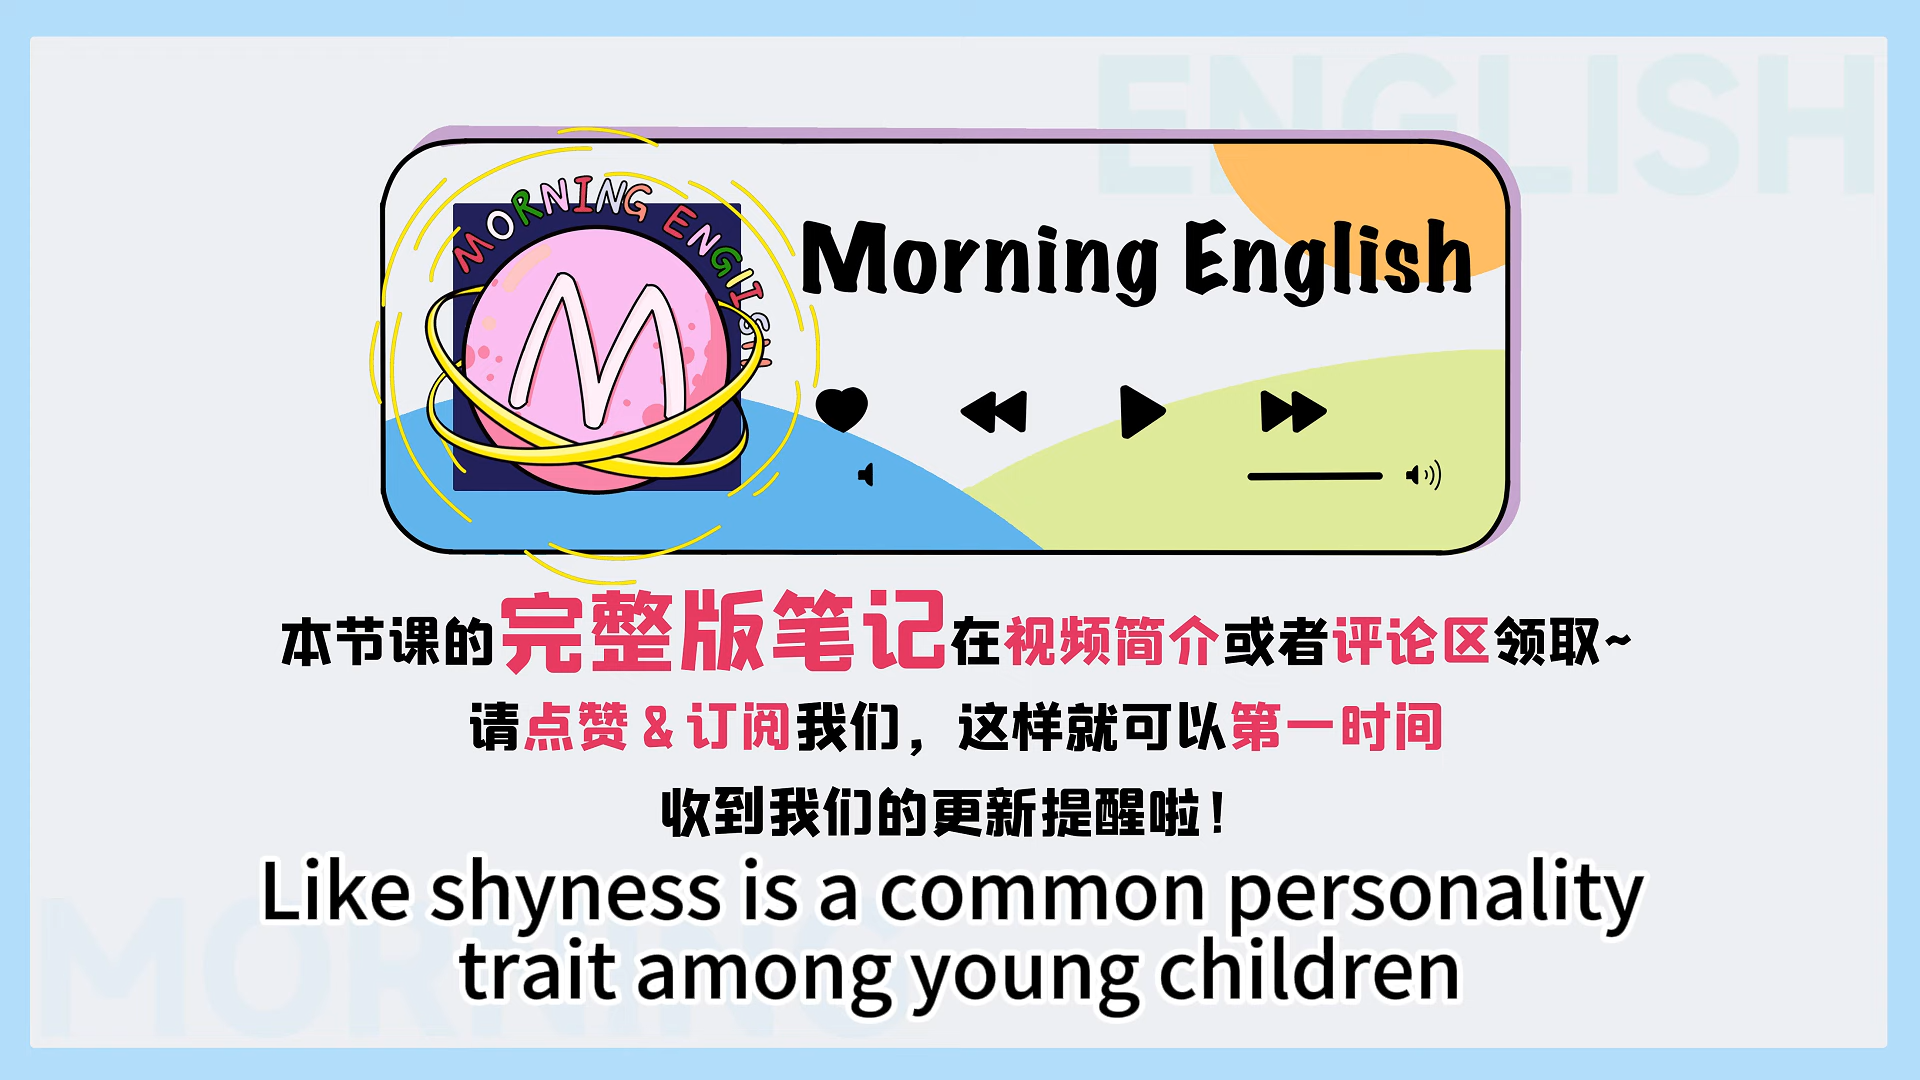 ENGLISH
MORNING ENGLISH
M
Morning English
本节课的完整版笔记在视频简介或者评论区领取~
请点赞&订阅我们，这样就可以第一时间
收到我们的更新提醒啦！
Like shyness is a common personality
trait among young children
MORNING